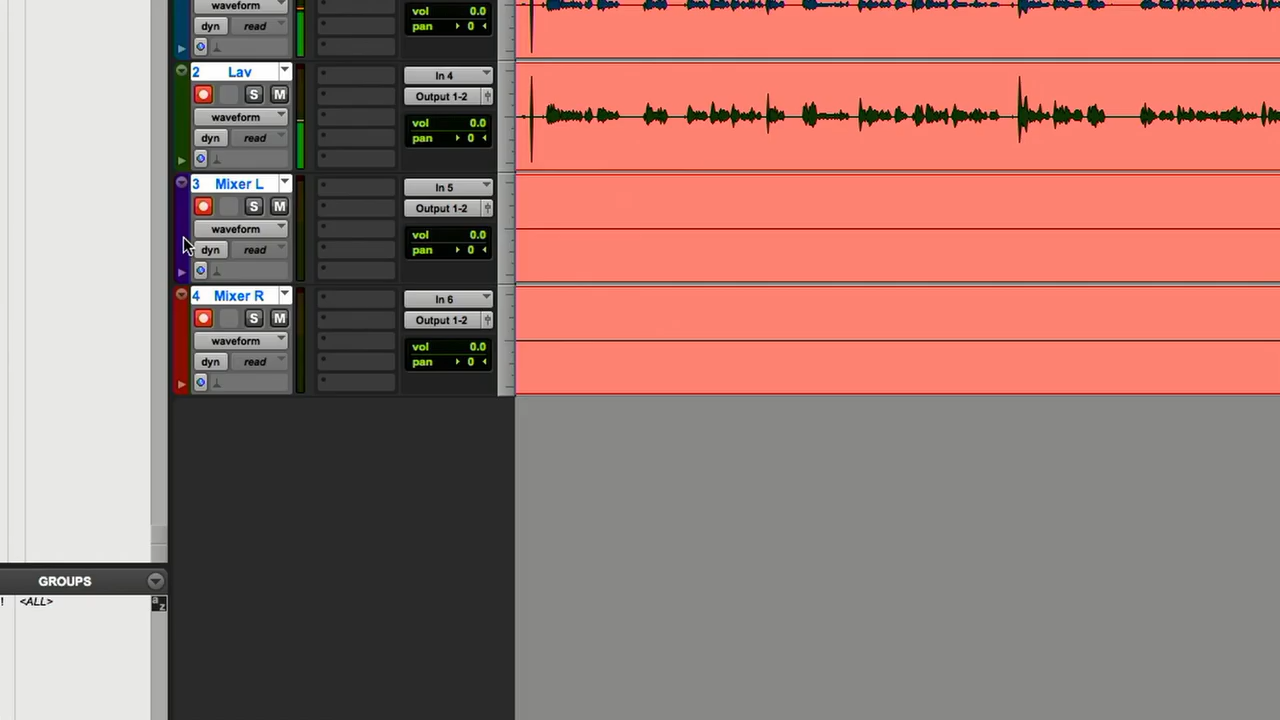 waveform
dyn read
vol 0.0
pan 0
2 Lav
S M
waveform
dyn read
In 4
Output 1-2
vol 0.0
pan 0
3 Mixer L
S M
waveform
dyn read
In 5
Output 1-2
vol 0.0
pan 0
4 Mixer R
S M
waveform
dyn read
In 6
Output 1-2
vol 0.0
pan 0
GROUPS
! <ALL>
a
z